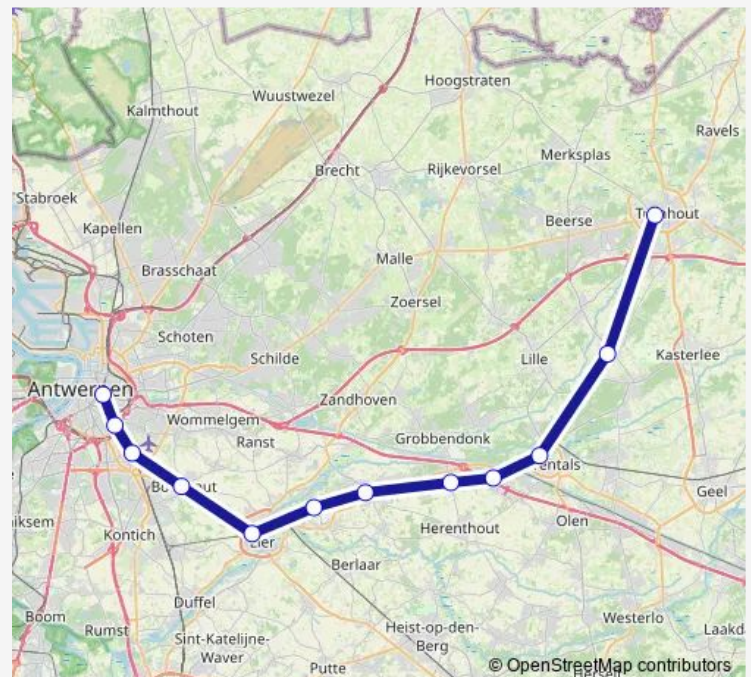 Hoogstraten
Wuustwezel
Kalmthout
Ravels
Merksplas
Brecht
Rijkevorsel
Stabroek
Beerse
Kapellen
Malle
Brasschaat
Zoersel
Schoten
Schilde
Lille
Kasterlee
Antwerpen
Zandhoven
Wommelgem
Ranst
Grobbendonk
Geel
Olen
Herenthout
Kontich
Berlaar
Duffel
Boom
Rumst
Westerlo
Heist-op-den-
Berg
Sint-Katelijne-
Waver
Putte
© OpenStreetMap contributors